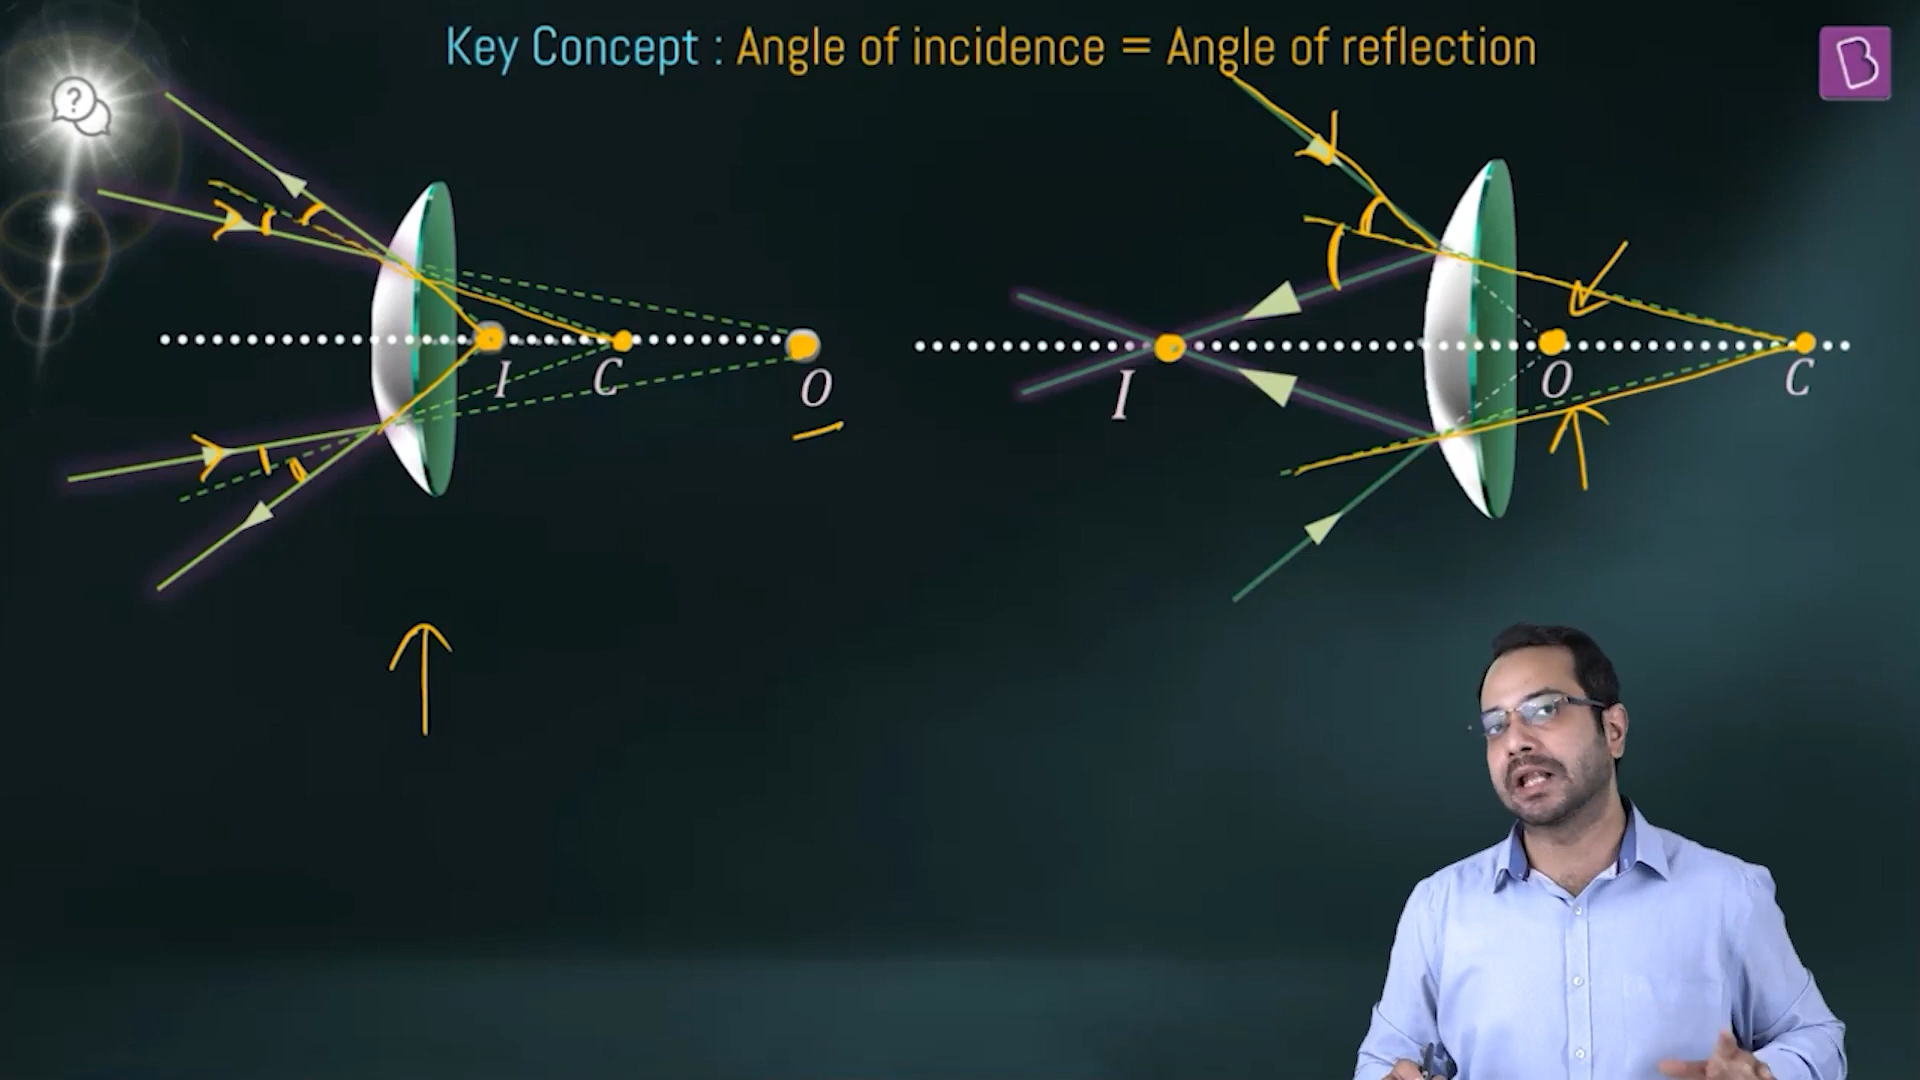 Key Concept : Angle of incidence = Angle of reflection
?
B
I
C
O
I
O
C